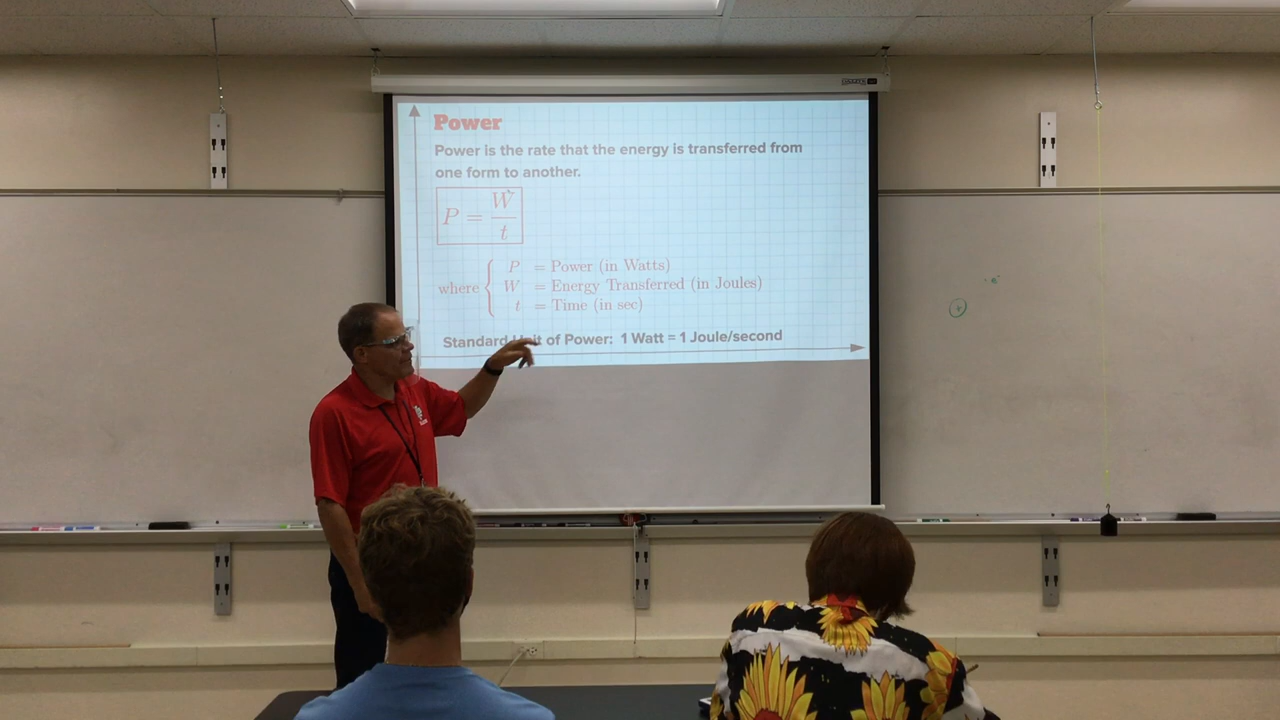 Power
Power is the rate that the energy is transferred from
one form to another.
P = W/t
where { P = Power (in Watts)
W = Energy Transferred (in Joules)
t = Time (in sec)
Standard Unit of Power: 1 Watt = 1 Joule/second